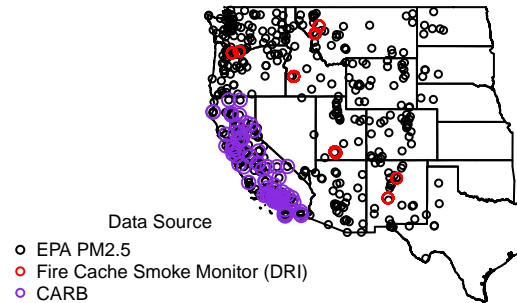 Data Source
EPA PM2.5
Fire Cache Smoke Monitor (DRI)
CARB